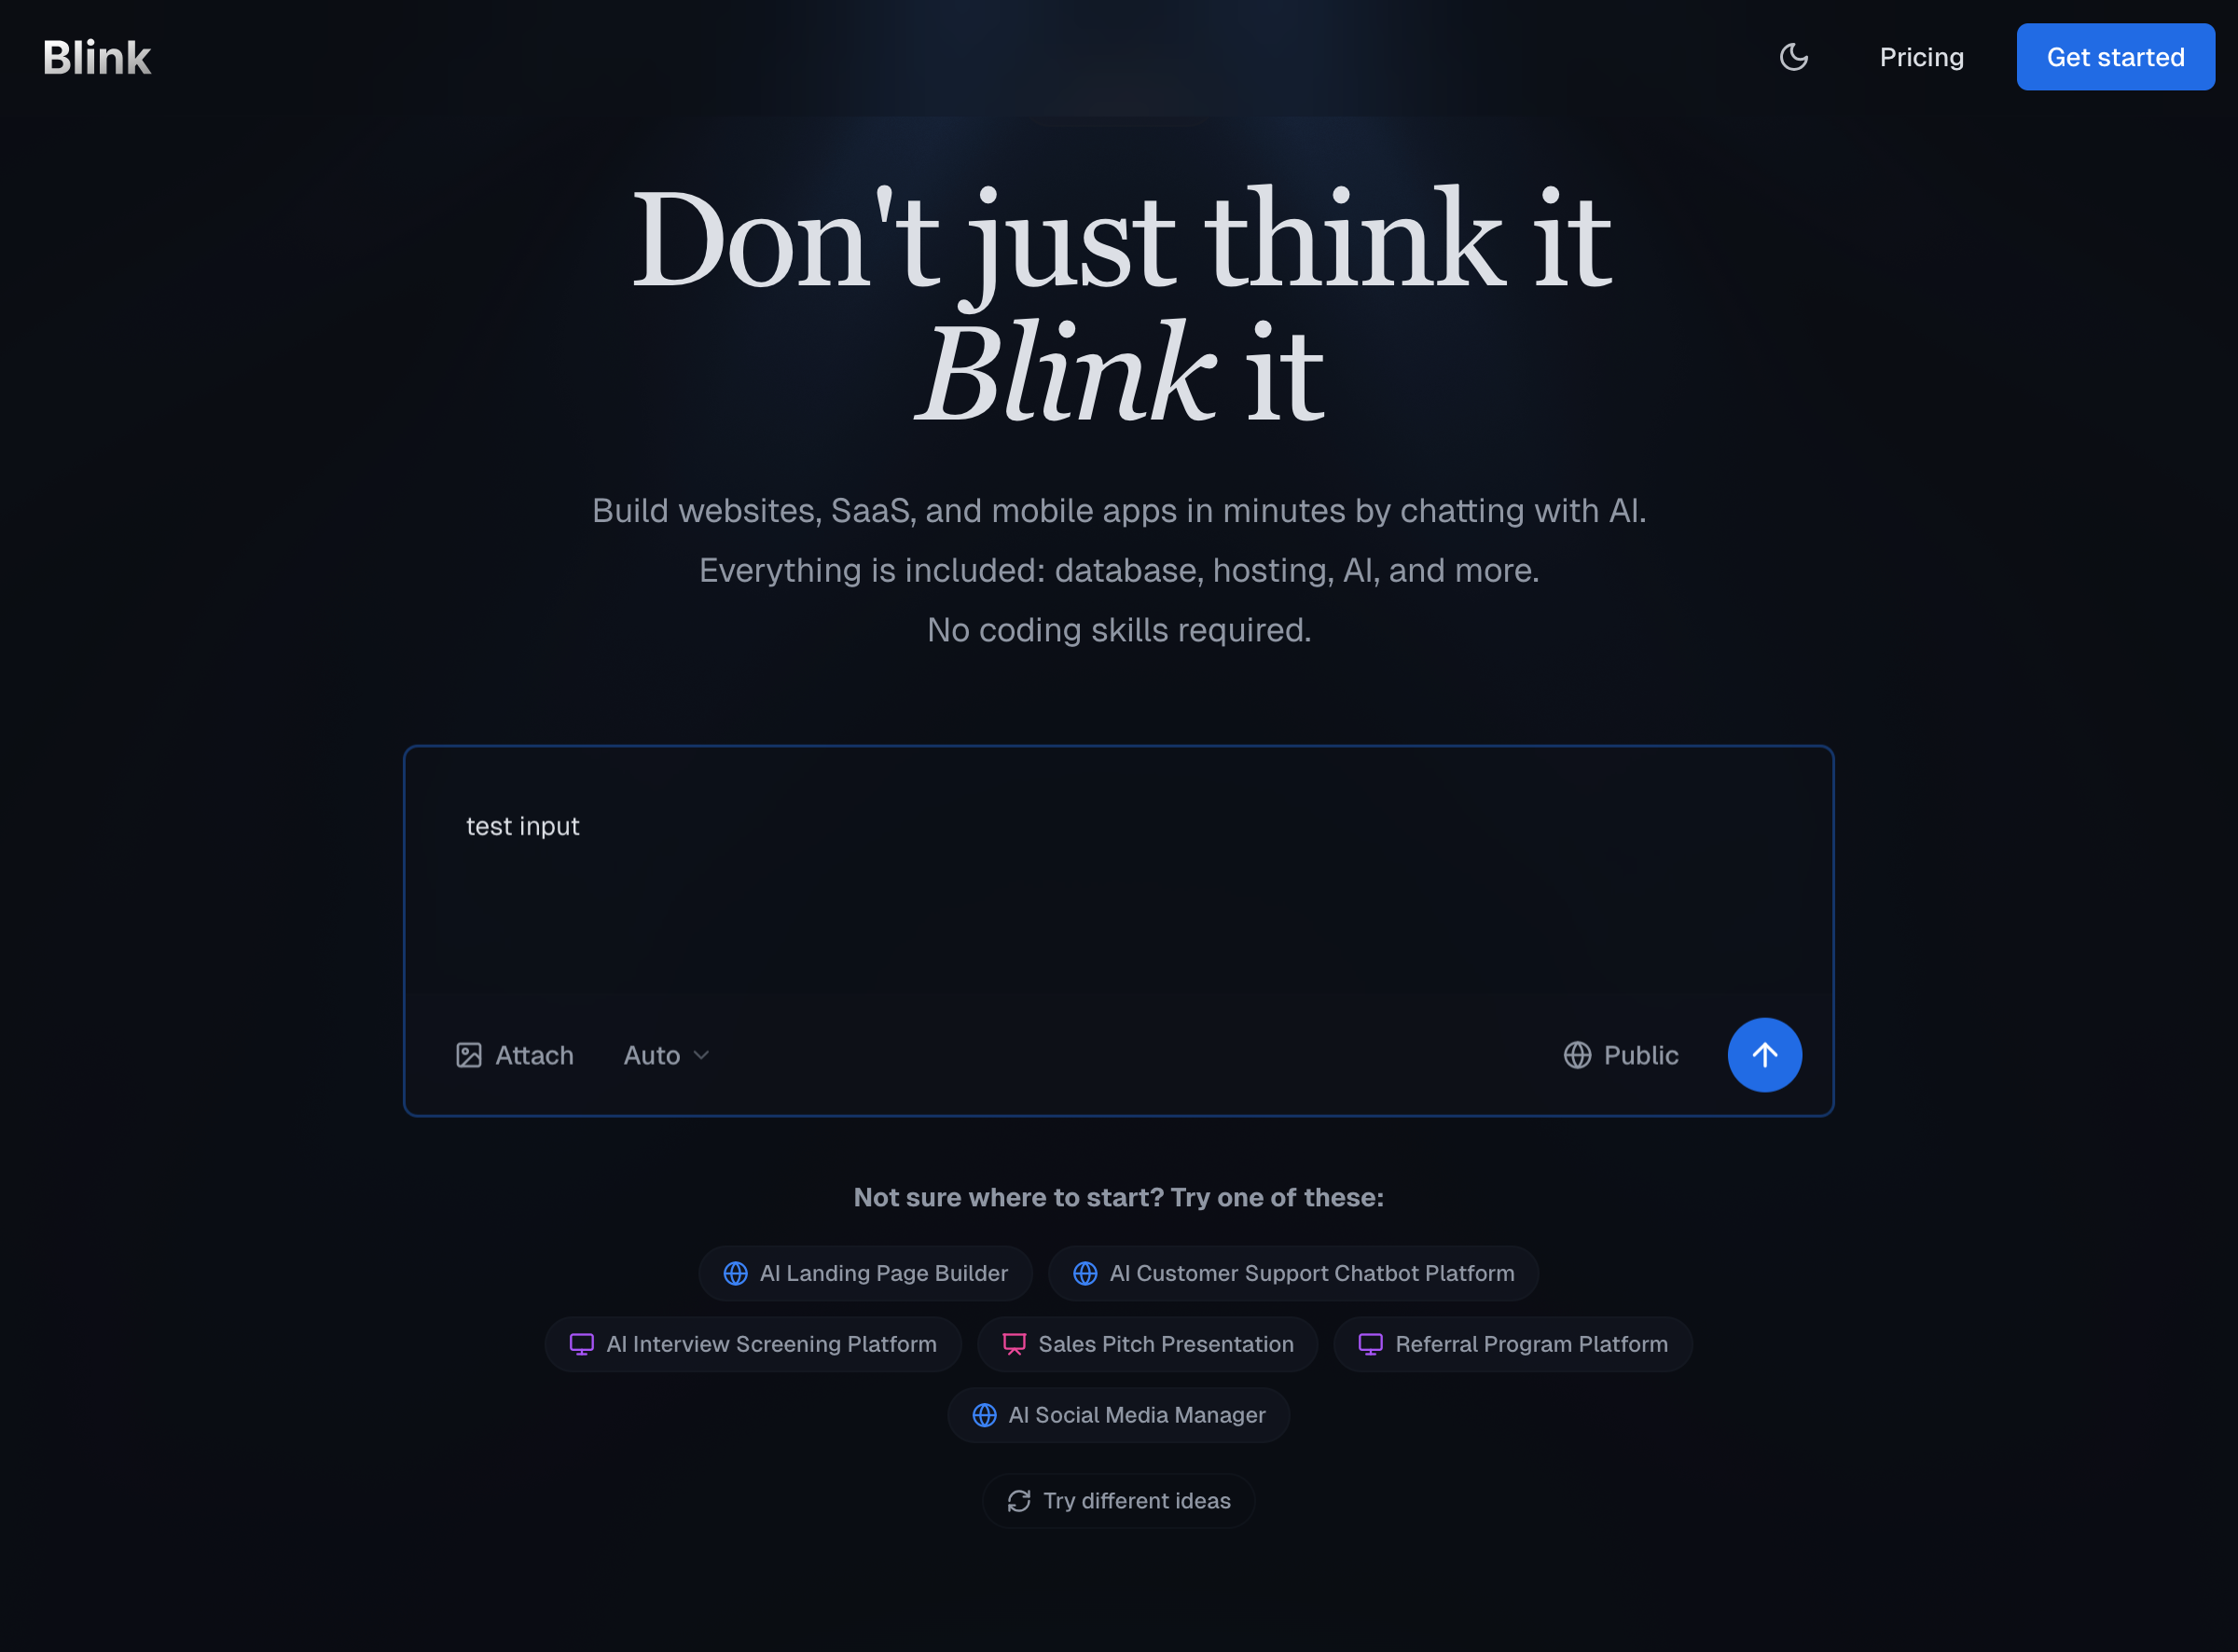 Blink
Pricing
Get started
Don't just think it
Blink it
Build websites, SaaS, and mobile apps in minutes by chatting with AI.
Everything is included: database, hosting, AI, and more.
No coding skills required.
test input
Attach
Auto
Public
Not sure where to start? Try one of these:
AI Landing Page Builder
AI Customer Support Chatbot Platform
AI Interview Screening Platform
Sales Pitch Presentation
Referral Program Platform
AI Social Media Manager
Try different ideas